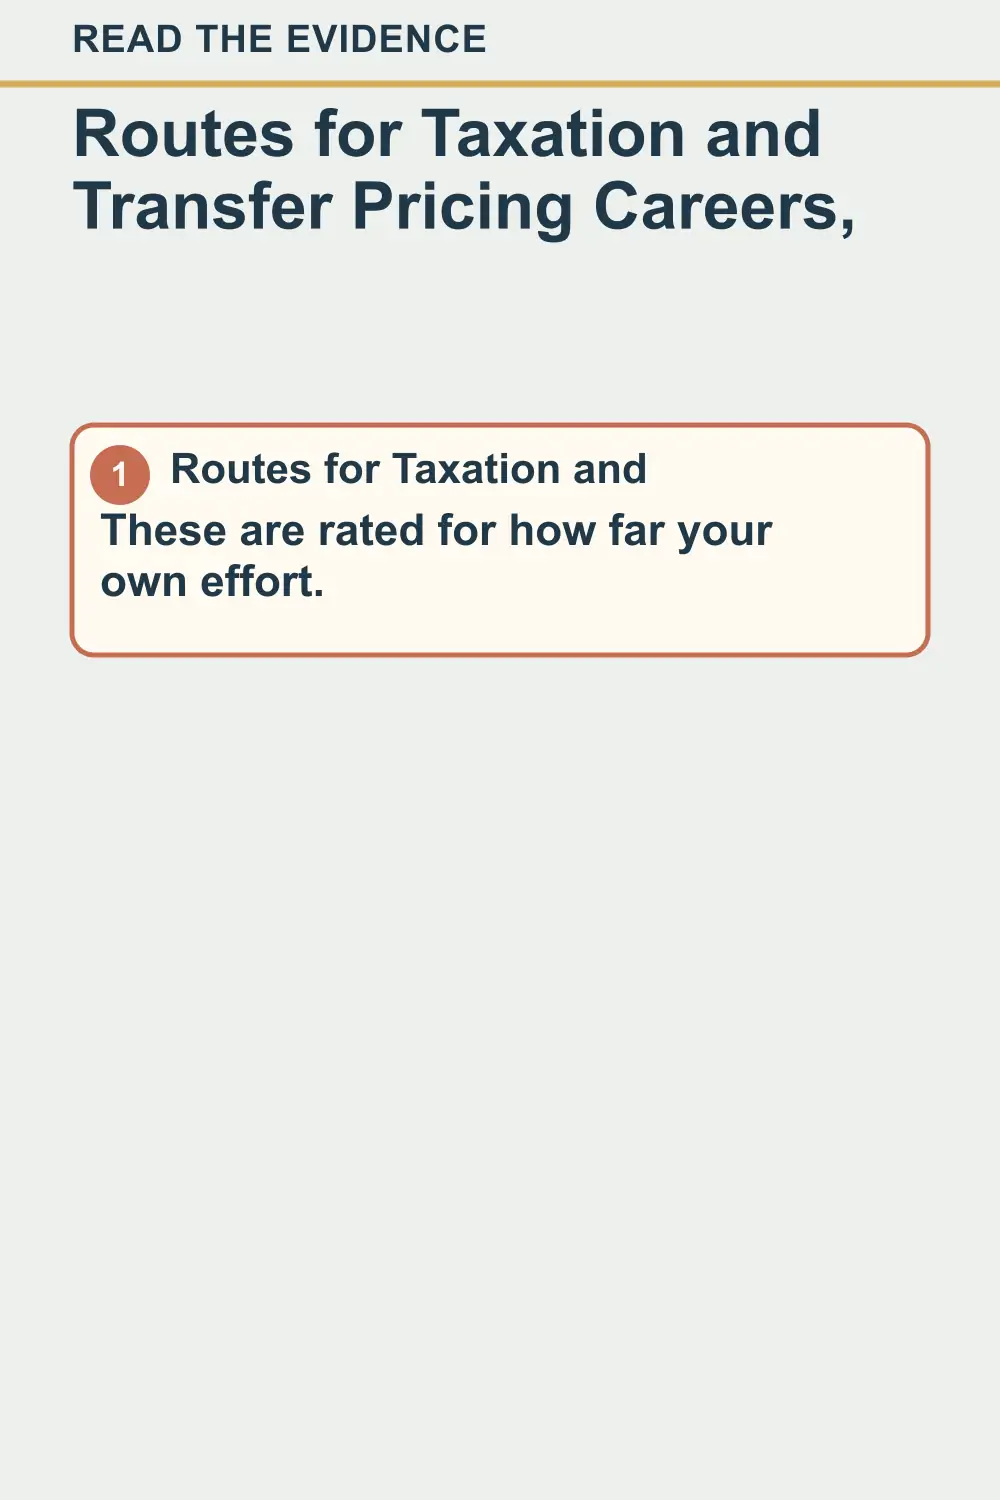 READ THE EVIDENCE
Routes for Taxation and
Transfer Pricing Careers,
1 Routes for Taxation and
These are rated for how far your
own effort.